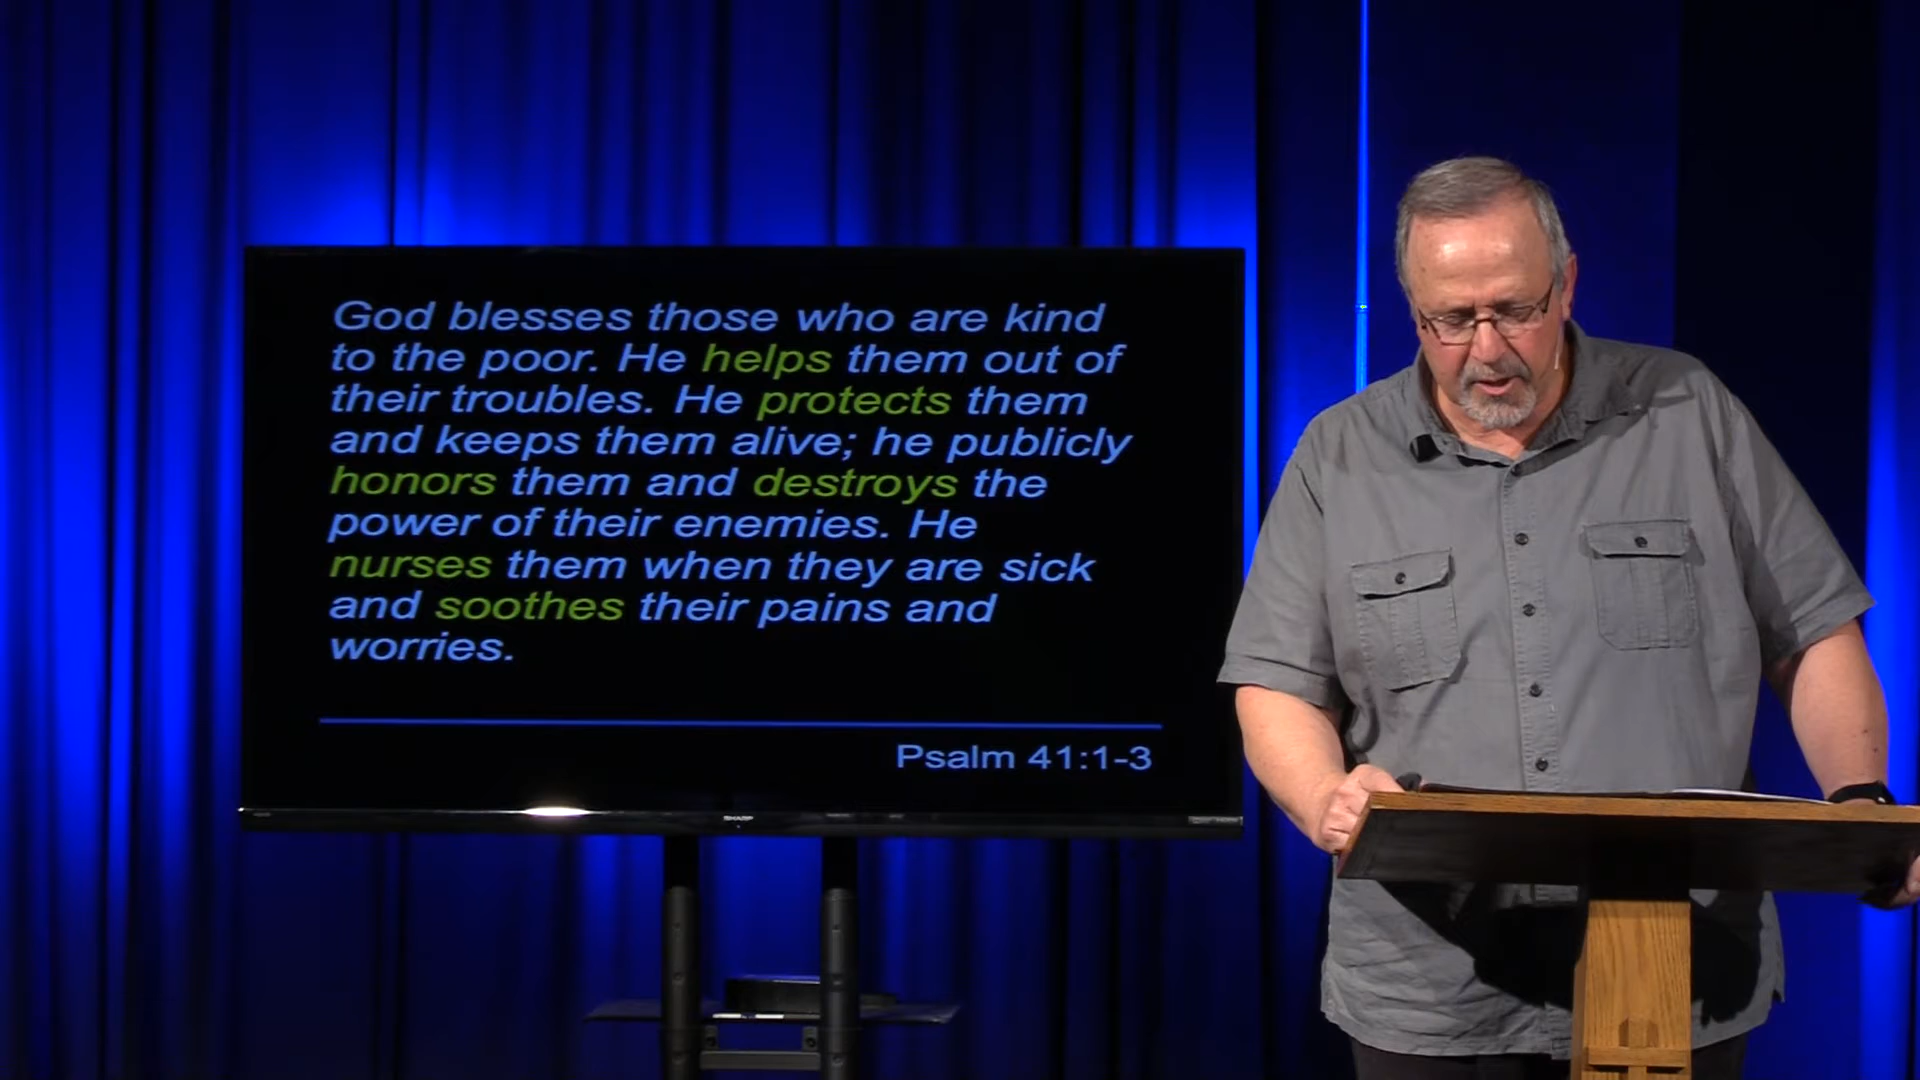 God blesses those who are kind
to the poor. He helps them out of
their troubles. He protects them
and keeps them alive; he publicly
honors them and destroys the
power of their enemies. He
nurses them when they are sick
and soothes their pains and
worries.
Psalm 41:1-3
SHARP